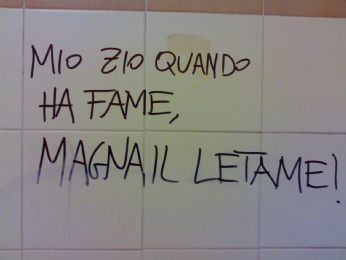 MIO ZIO QUANDO
HA FAME,
MAGNA IL LETAME!